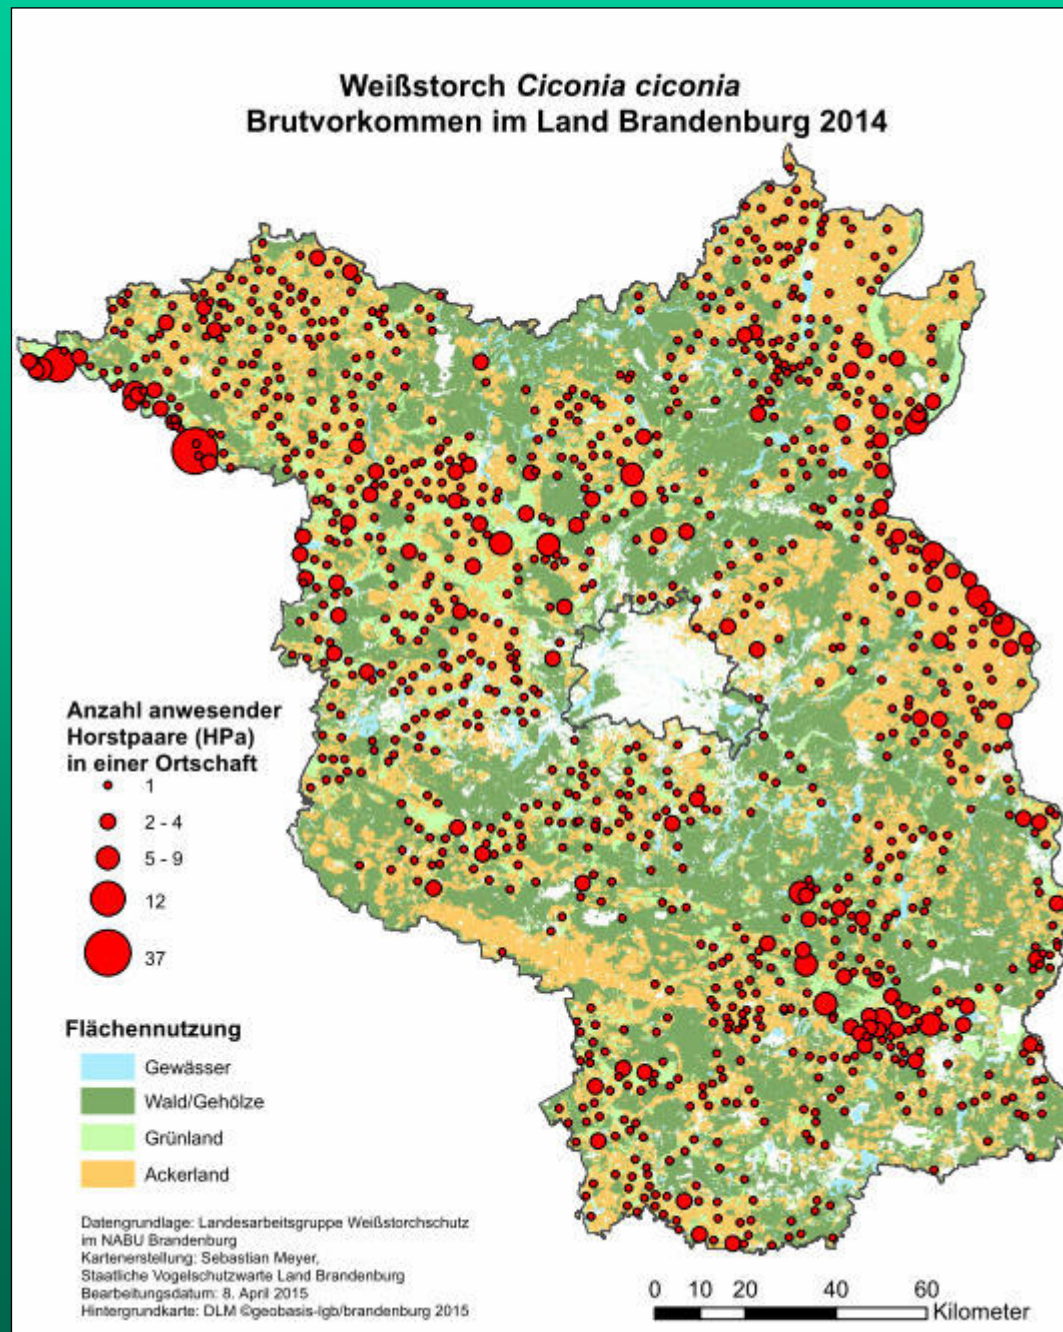 Weißstorch Ciconia ciconia
Brutvorkommen im Land Brandenburg 2014
Anzahl anwesender
Horstpaare (HPa)
in einer Ortschaft
1
2 - 4
5 - 9
12
37
Flächennutzung
Gewässer
Wald/Gehölze
Grünland
Ackerland
Datengrundlage: Landesarbeitsgruppe Weißstorchschutz
im NABU Brandenburg
Kartenerstellung: Sebastian Meyer,
Staatliche Vogelschutzwarte Land Brandenburg
Bearbeitungsdatum: 8. April 2015
Hintergrundkarte: DLM ©geobasis-lgb/brandenburg 2015
0 10 20 40 60
Kilometer